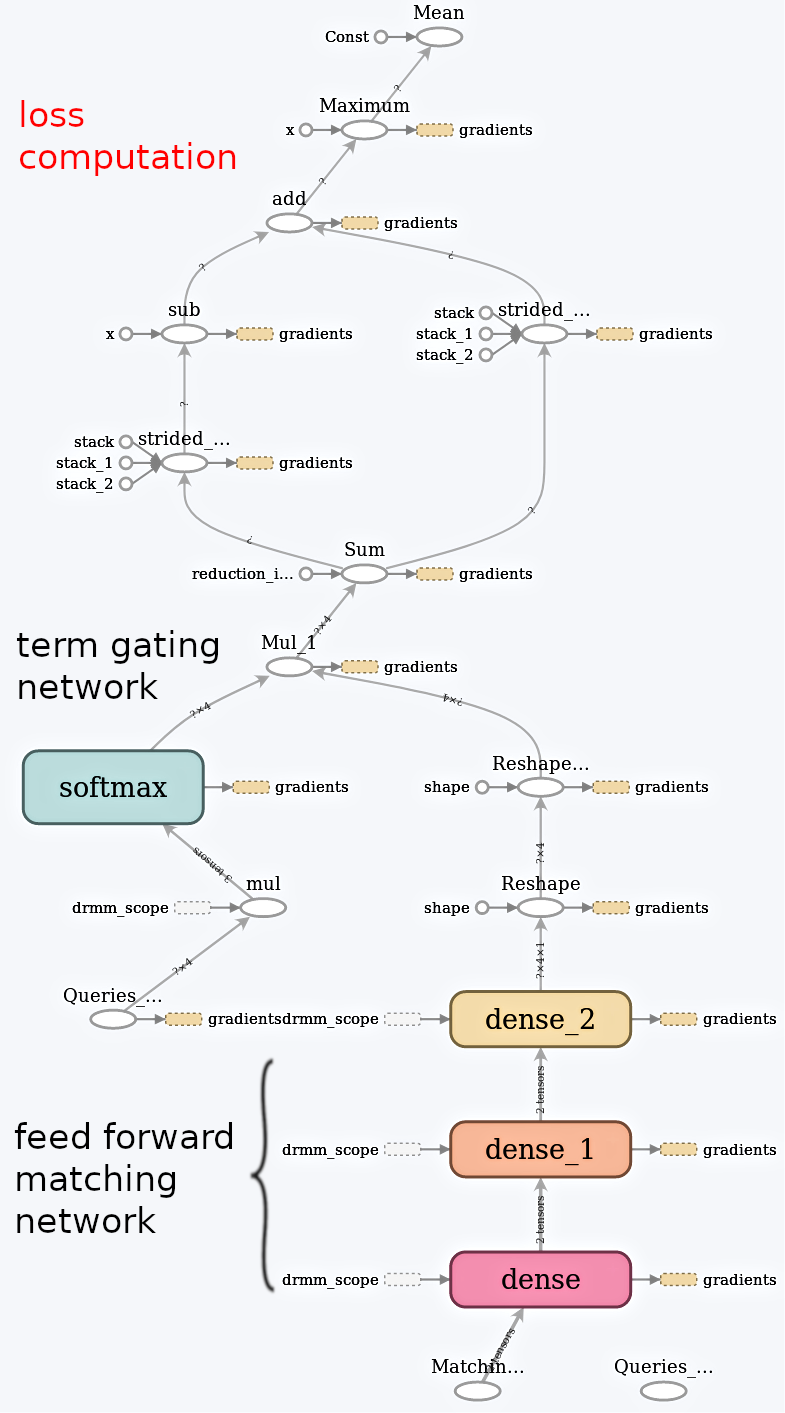 Mean
Const
?
Maximum
x
gradients
loss
computation
?
add
gradients
?
?
sub
x
gradients
strided_...
stack
stack_1
stack_2
gradients
?
strided_...
stack
stack_1
stack_2
gradients
?
?
Sum
reduction_i...
gradients
?×4
term gating
network
Mul_1
gradients
?×4
?×4
softmax
gradients
Reshape...
shape
gradients
3 tensors
?×4
mul
drmm_scope
Reshape
shape
gradients
?×4
?×4×1
Queries_...
gradients
drmm_scope
dense_2
gradients
2 tensors
feed forward
matching
network
drmm_scope
dense_1
gradients
2 tensors
drmm_scope
dense
gradients
tensors
Matchin...
Queries_...